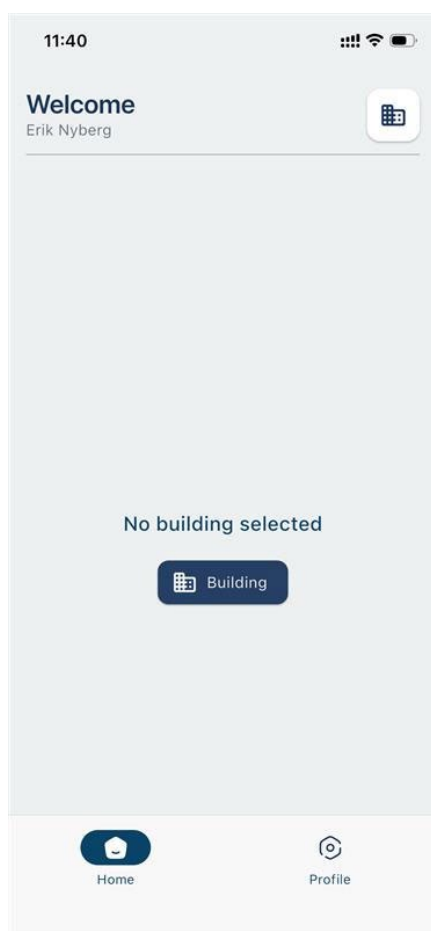 11:40
Welcome
Erik Nyberg
No building selected
Building
Home
Profile